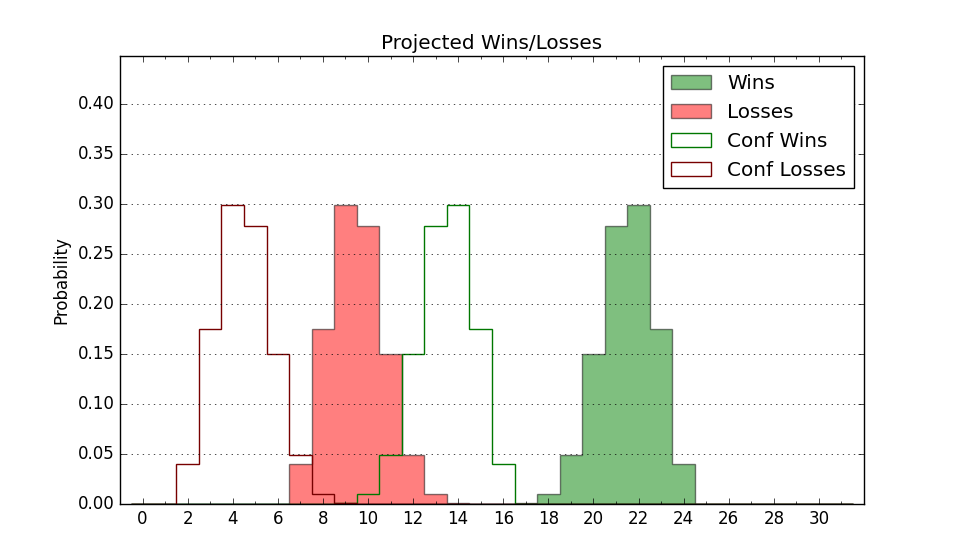 Projected Wins/Losses
Wins
Losses
Conf Wins
Conf Losses
Probability
0.40
0.35
0.30
0.25
0.20
0.15
0.10
0.05
0.00
0 2 4 6 8 10 12 14 16 18 20 22 24 26 28 30